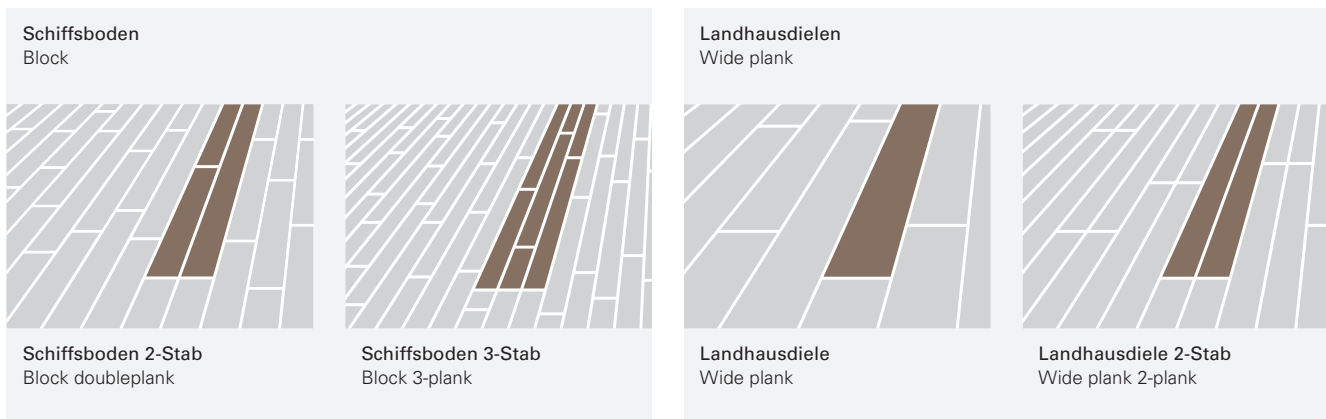 Schiffsboden
Block
Schiffsboden 2-Stab
Block doubleplank
Schiffsboden 3-Stab
Block 3-plank
Landhausdielen
Wide plank
Landhausdiele
Wide plank
Landhausdiele 2-Stab
Wide plank 2-plank